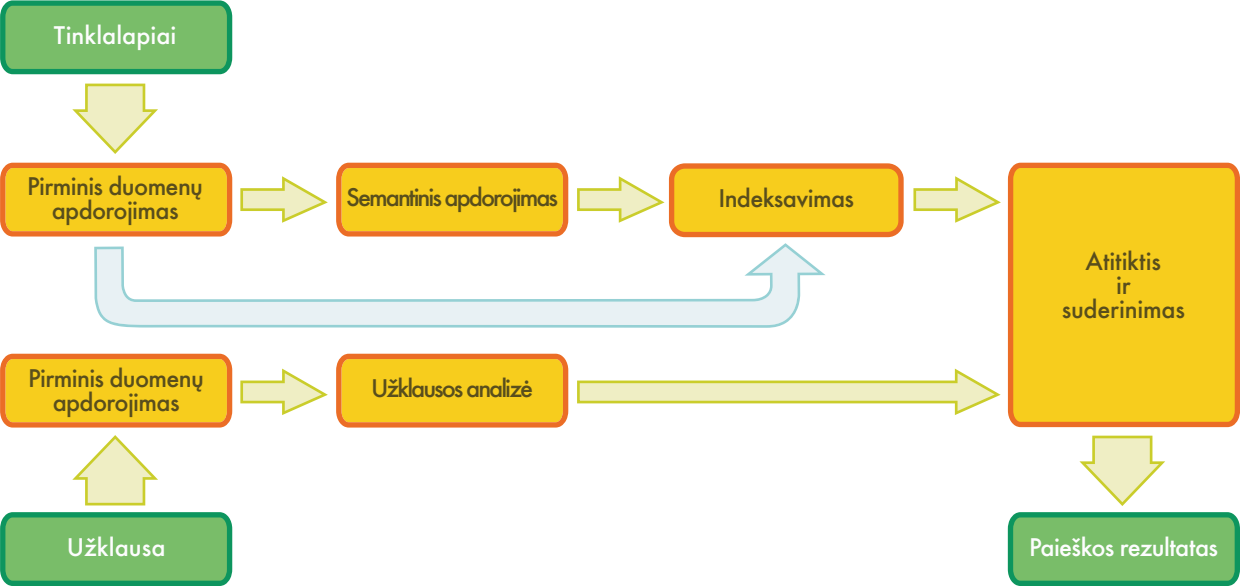 Tinklalapiai
Pirminis duomenų
apdorojimas
Semantinis apdorojimas
Indeksavimas
Atitiktis
ir
suderinimas
Pirminis duomenų
apdorojimas
Užklausos analizė
Užklausa
Paieškos rezultatas